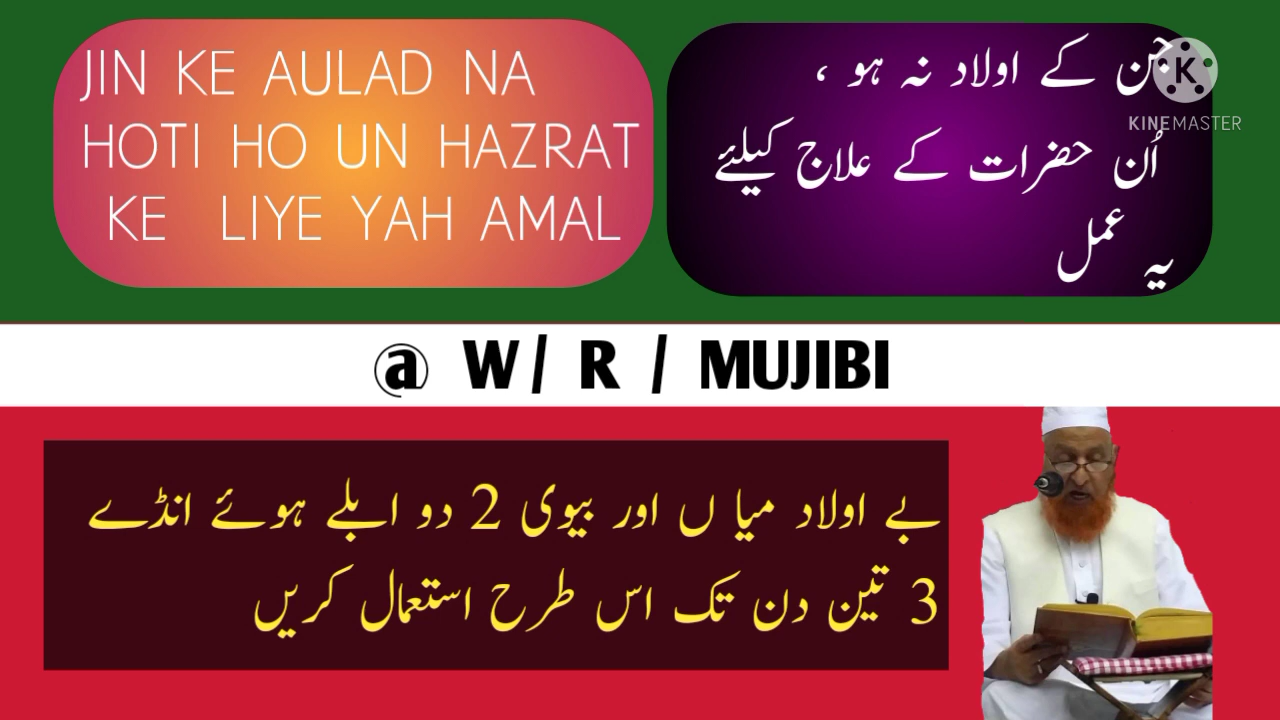 JIN KE AULAD NA
HOTI HO UN HAZRAT
KE LIYE YAH AMAL
جن کے اولاد نہ ہو ،
اُن حضرات کے علاج کیلئے
یہ عمل
KINEMASTER
@ W/ R / MUJIBI
بے اولاد میا ں اور بیوی 2 دو ابلے ہوئے انڈے
3 تین دن تک اس طرح استعمال کریں